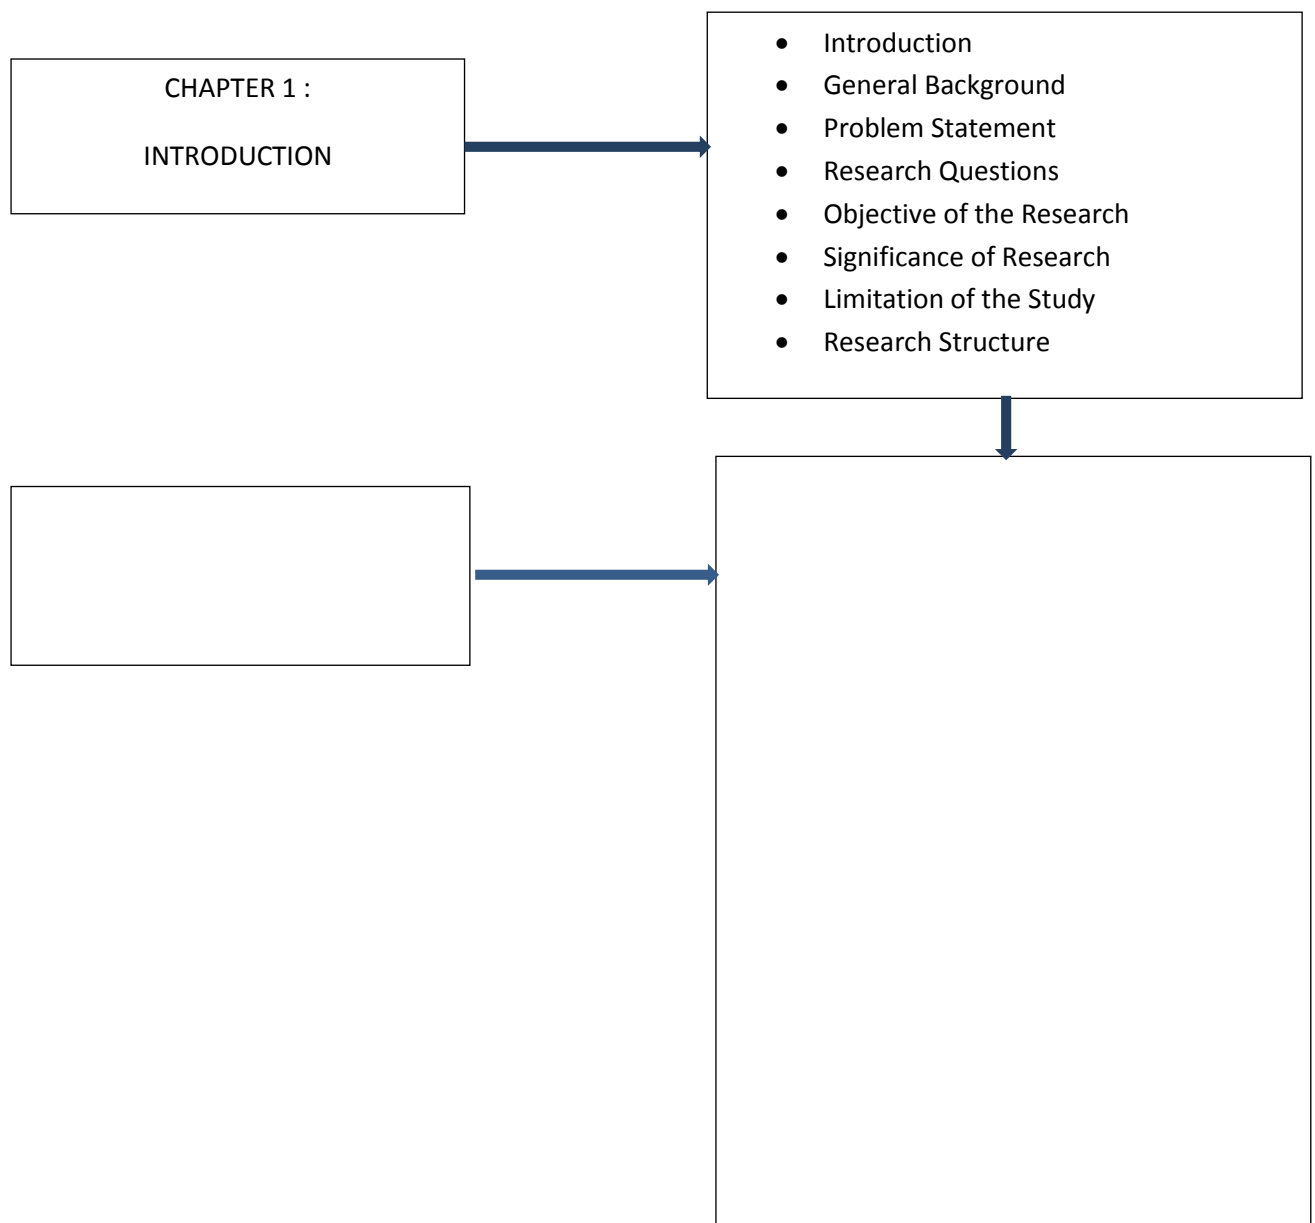 CHAPTER 1 :
INTRODUCTION
• Introduction
• General Background
• Problem Statement
• Research Questions
• Objective of the Research
• Significance of Research
• Limitation of the Study
• Research Structure